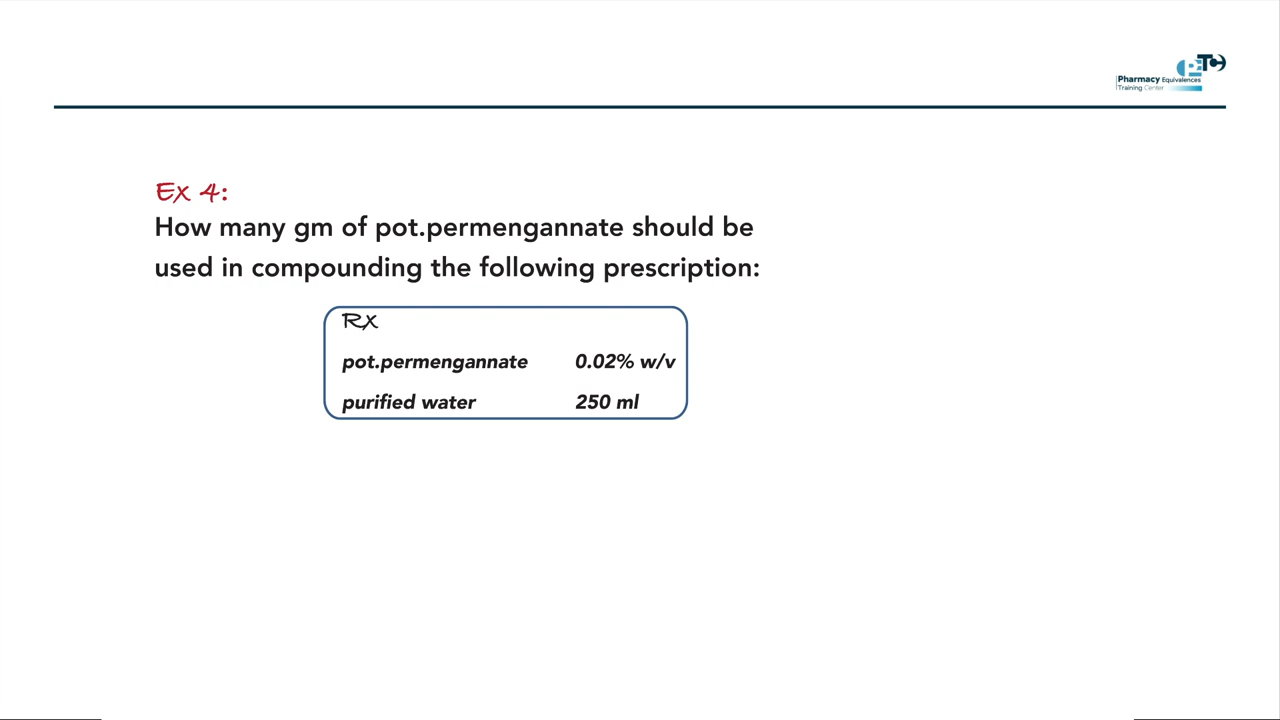 PTC
Pharmacy Equivalences
Training Center
Ex 4:
How many gm of pot.permengannate should be
used in compounding the following prescription:
RX
pot.permengannate 0.02% w/v
purified water 250 ml